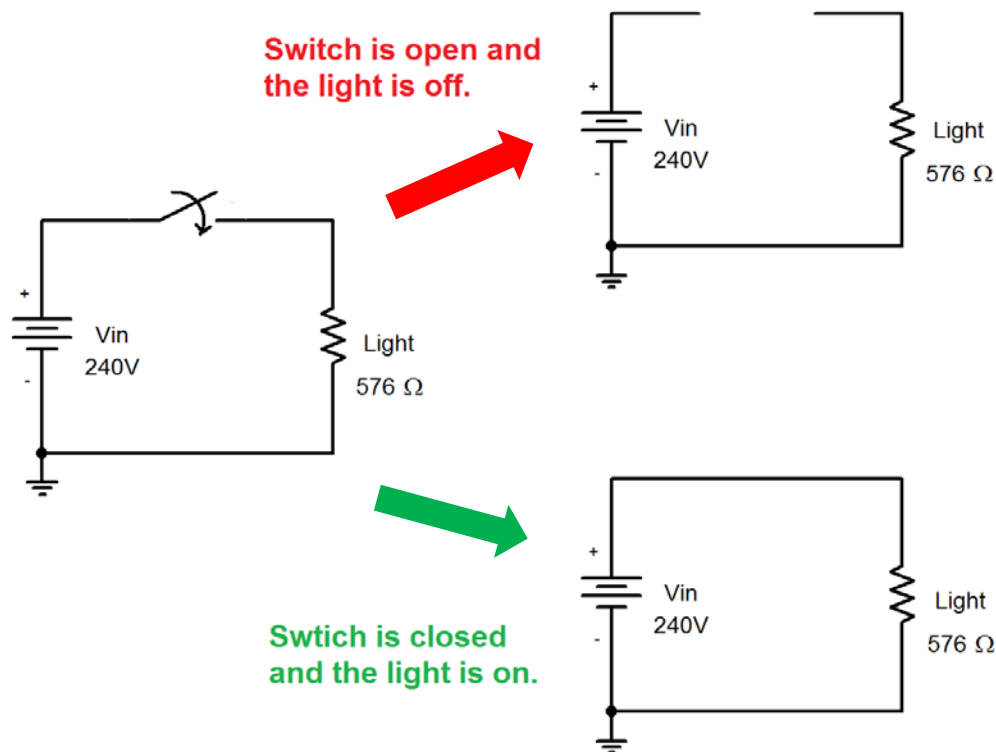 Switch is open and
the light is off.
+
Vin
240V
-
Light
576 Ω
+
Vin
240V
-
Light
576 Ω
Swtich is closed
and the light is on.
+
Vin
240V
-
Light
576 Ω